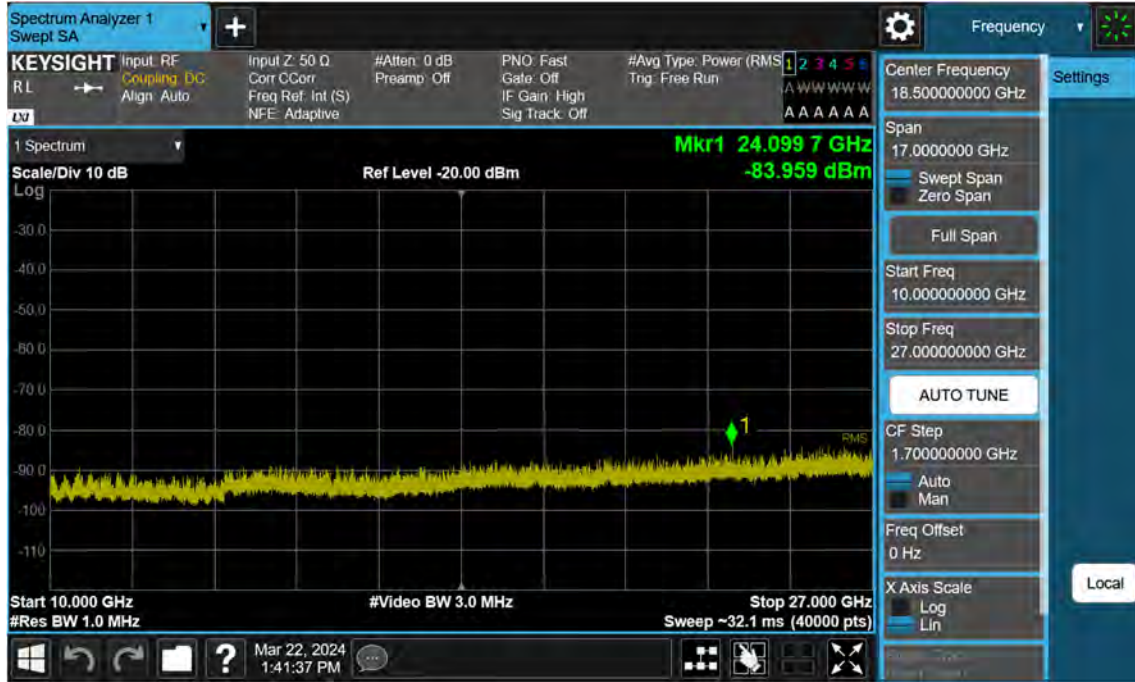 Spectrum Analyzer 1
Swept SA
+
Frequency
KEYSIGHT
RL
LXI
Input: RF
Coupling: DC
Align: Auto
Input Z: 50 Ω
Corr CCorr
Freq Ref: Int (S)
NFE: Adaptive
#Atten: 0 dB
Preamp: Off
PNO: Fast
Gate: Off
IF Gain: High
Sig Track: Off
#Avg Type: Power (RMS
Trig: Free Run
1 2 3 4 5 6
A W W W W W
A A A A A A
1 Spectrum
Scale/Div 10 dB
Ref Level -20.00 dBm
Mkr1 24.099 7 GHz
-83.959 dBm
Log
-30.0
-40.0
-50.0
-60.0
-70.0
-80.0
-90.0
-100
-110
1
RMS
Start 10.000 GHz
#Video BW 3.0 MHz
Stop 27.000 GHz
#Res BW 1.0 MHz
Sweep ~32.1 ms (40000 pts)
?
Mar 22, 2024
1:41:37 PM
Center Frequency
18.500000000 GHz
Settings
Span
17.0000000 GHz
Swept Span
Zero Span
Full Span
Start Freq
10.000000000 GHz
Stop Freq
27.000000000 GHz
AUTO TUNE
CF Step
1.700000000 GHz
Auto
Man
Freq Offset
0 Hz
X Axis Scale
Log
Lin
Local